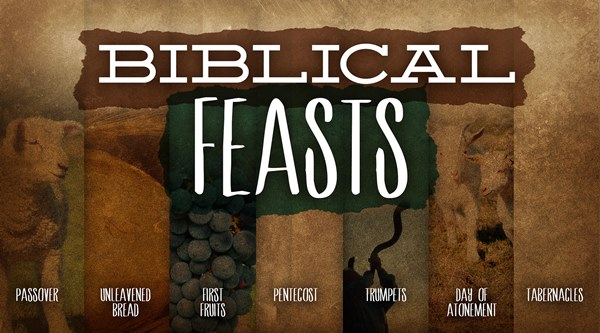 BIBLICAL
FEASTS
PASSOVER
UNLEAVENED
BREAD
FIRST
FRUITS
PENTECOST
TRUMPETS
DAY OF
ATONEMENT
TABERNACLES